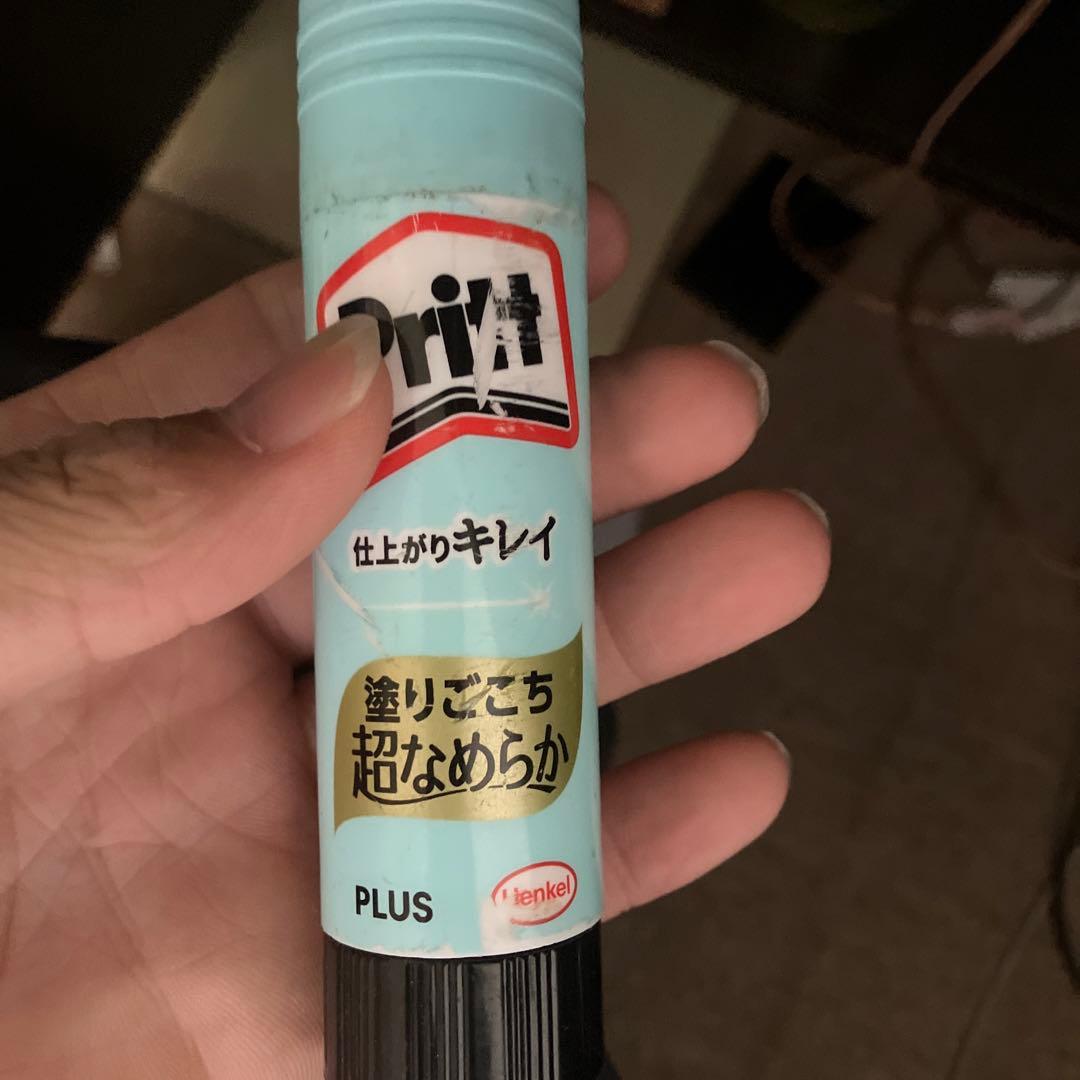 Pritt
仕上がりキレイ
塗りごこち
超なめらか
PLUS
Henkel